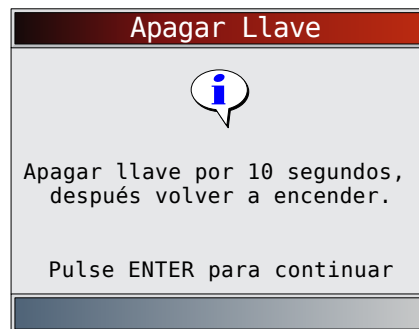 Apagar Llave
i
Apagar llave por 10 segundos,
después volver a encender.
Pulse ENTER para continuar